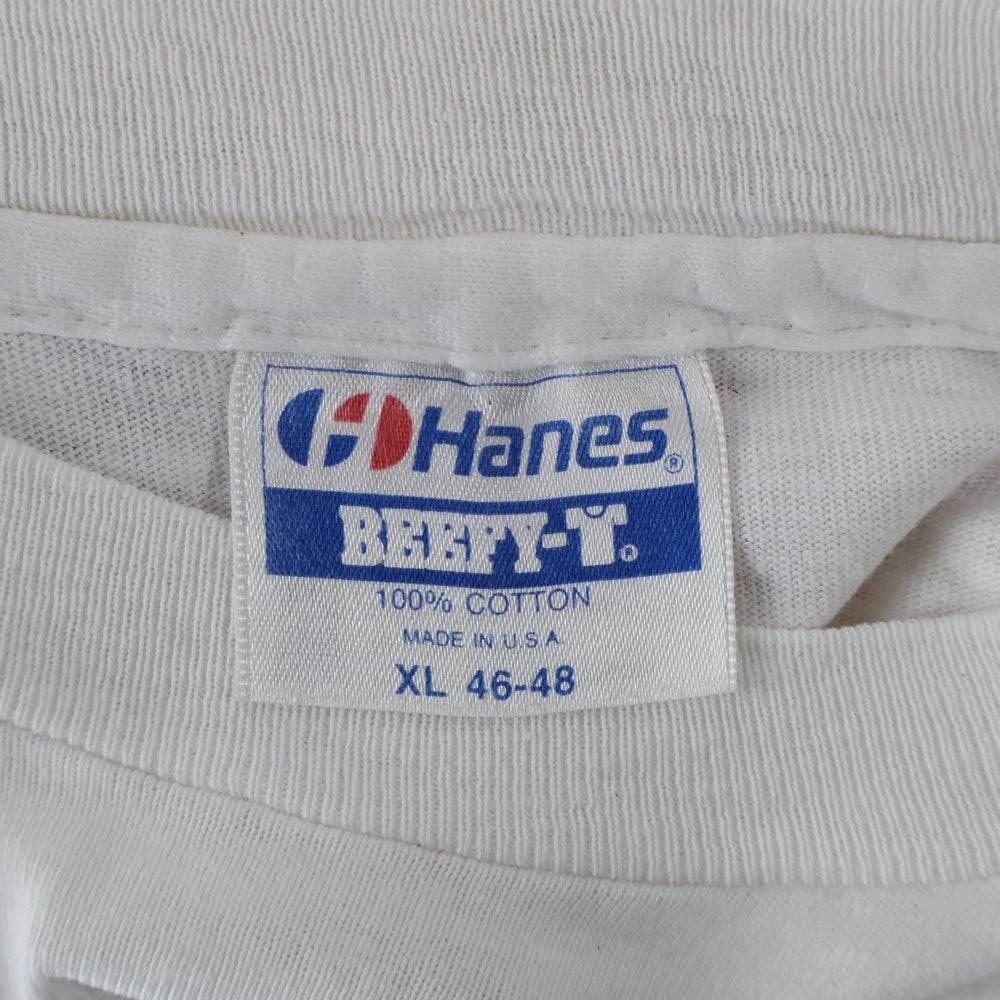 Hanes®
BEEFY-T®
100% COTTON
MADE IN U.S.A.
XL 46-48